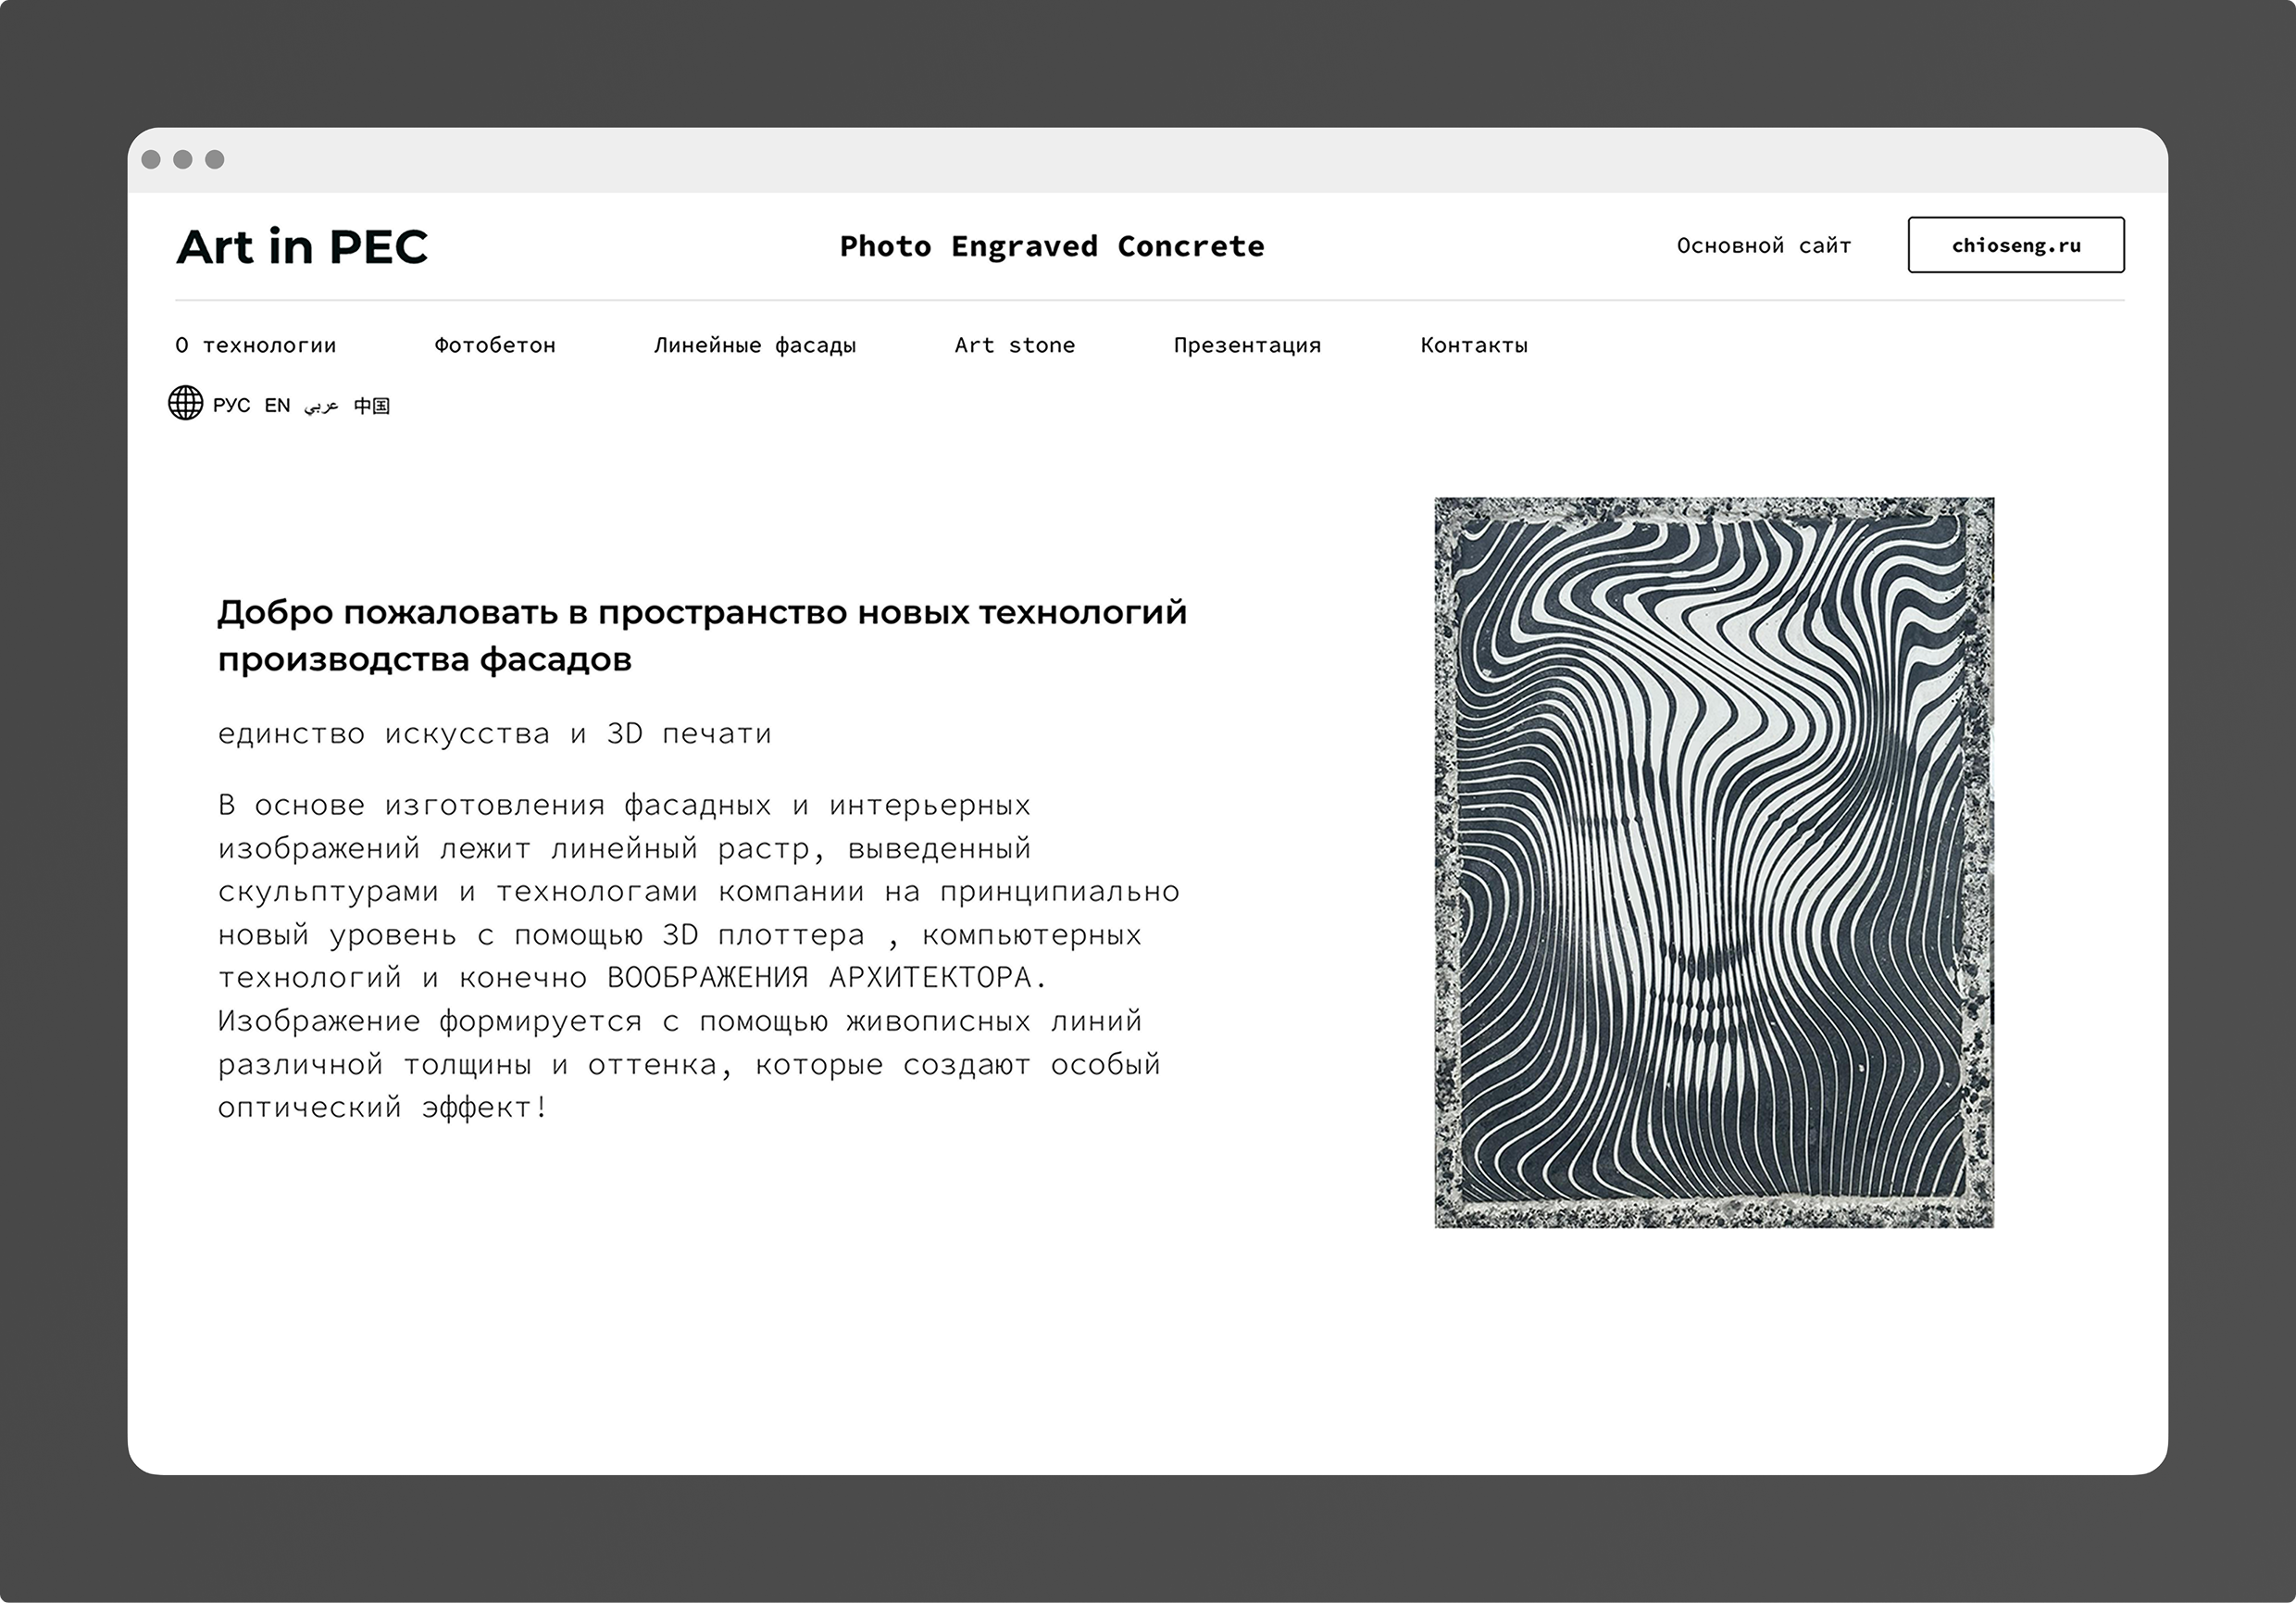 Art in PEC
Photo Engraved Concrete
Основной сайт
chioseng.ru
О технологии
Фотобетон
Линейные фасады
Art stone
Презентация
Контакты
РУС EN عربي 中国
Добро пожаловать в пространство новых технологий
производства фасадов
единство искусства и 3D печати
В основе изготовления фасадных и интерьерных
изображений лежит линейный растр, выведенный
скульптурами и технологами компании на принципиально
новый уровень с помощью 3D плоттера , компьютерных
технологий и конечно ВООБРАЖЕНИЯ АРХИТЕКТОРА.
Изображение формируется с помощью живописных линий
различной толщины и оттенка, которые создают особый
оптический эффект!